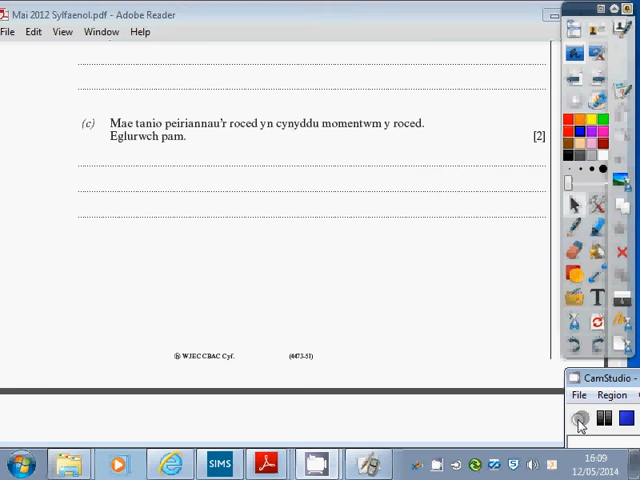 Mai 2012 Sylfaenol.pdf - Adobe Reader
File Edit View Window Help
(c) Mae tanio peiriannau'r roced yn cynyddu momentwm y roced.
Eglurwch pam. [2]
© WJEC CBAC Cyf. (4473-51)
CamStudio -
File Region
SIMS
16:09
12/05/2014